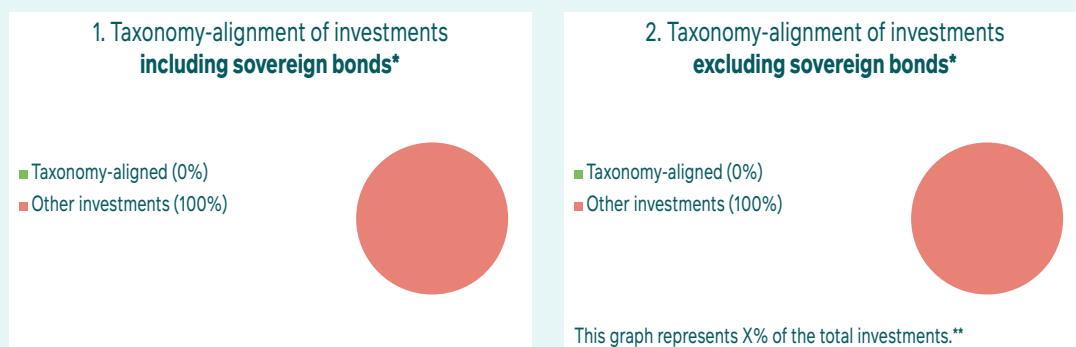 1. Taxonomy-alignment of investments
including sovereign bonds*
Taxonomy-aligned (0%)
Other investments (100%)
2. Taxonomy-alignment of investments
excluding sovereign bonds*
Taxonomy-aligned (0%)
Other investments (100%)
This graph represents X% of the total investments.**